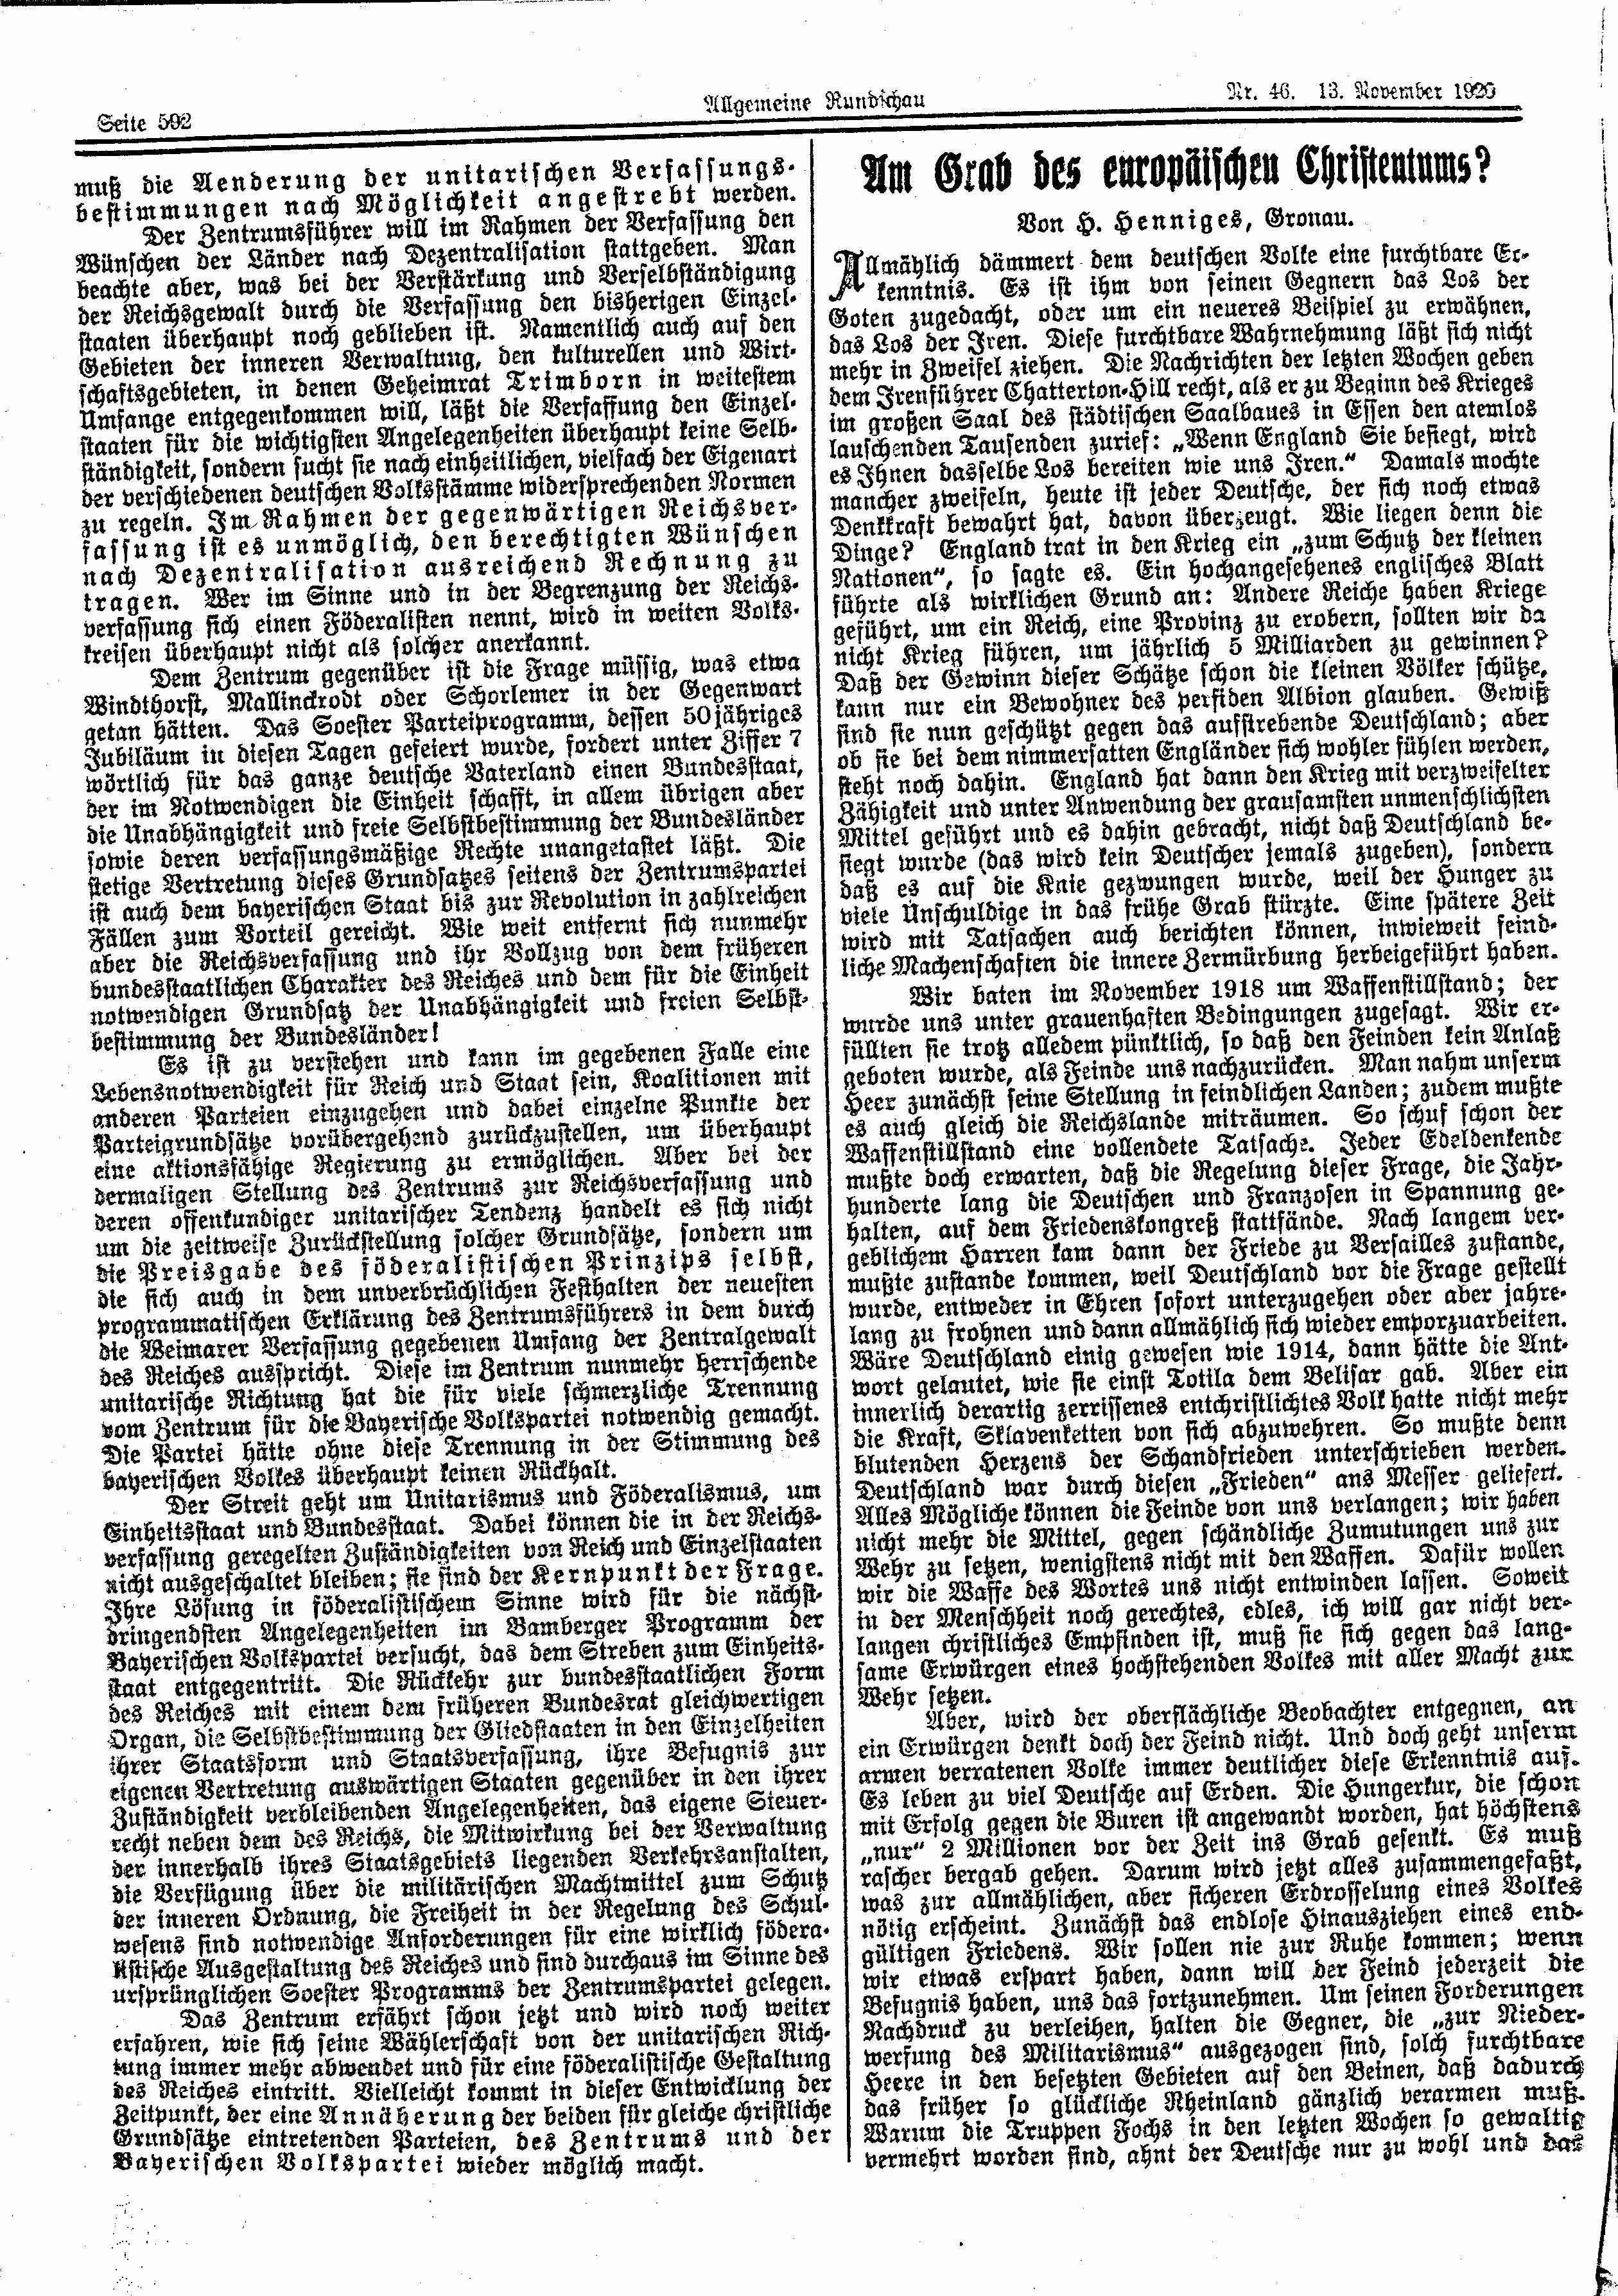 Seite 592
Allgemeine Rundschau
Nr. 46. 13. November 1920
muß die Aenderung der unitarischen Verfassungs-
bestimmungen nach Möglichkeit angestrebt werden.
Der Zentrumsführer will im Rahmen der Verfassung den
Wünschen der Länder nach Dezentralisation stattgeben. Man
beachte aber, was bei der Verstärkung und Verselbständigung
der Reichsgewalt durch die Verfassung den bisherigen Einzel-
staaten überhaupt noch geblieben ist. Namentlich auch auf den
Gebieten der inneren Verwaltung, den kulturellen und Wirt-
schaftsgebieten, in denen Geheimrat Trimborn in weitestem
Umfange entgegenkommen will, läßt die Verfassung den Einzel-
staaten für die wichtigsten Angelegenheiten überhaupt keine Selb-
ständigkeit, sondern sucht sie nach einheitlichen, vielfach der Eigenart
der verschiedenen deutschen Volksstämme widersprechenden Normen
zu regeln. Im Rahmen der gegenwärtigen Reichsver-
fassung ist es unmöglich, den berechtigten Wünschen
nach Dezentralisation ausreichend Rechnung zu
tragen. Wer im Sinne und in der Begrenzung der Reichs-
verfassung sich einen Föderalisten nennt, wird in weiten Volks-
kreisen überhaupt nicht als solcher anerkannt.
Dem Zentrum gegenüber ist die Frage müssig, was etwa
Windthorst, Mallinckrodt oder Schorlemer in der Gegenwart
getan hätten. Das Soester Parteiprogramm, dessen 50jähriges
Jubiläum in diesen Tagen gefeiert wurde, fordert unter Ziffer 7
wörtlich für das ganze deutsche Vaterland einen Bundesstaat,
der im Notwendigen die Einheit schafft, in allem übrigen aber
die Unabhängigkeit und freie Selbstbestimmung der Bundesländer
sowie deren verfassungsmäßige Rechte unangetastet läßt. Die
stetige Vertretung dieses Grundsatzes seitens der Zentrumspartei
ist auch dem bayerischen Staat bis zur Revolution in zahlreichen
Fällen zum Vorteil gereicht. Wie weit entfernt sich nunmehr
aber die Reichsverfassung und ihr Vollzug von dem früheren
bundesstaatlichen Charakter des Reiches und dem für die Einheit
notwendigen Grundsatz der Unabhängigkeit und freien Selbst-
bestimmung der Bundesländer!
Es ist zu verstehen und kann im gegebenen Falle eine
Lebensnotwendigkeit für Reich und Staat sein, Koalitionen mit
anderen Parteien einzugehen und dabei einzelne Punkte der
Parteigrundsätze vorübergehend zurückzustellen, um überhaupt
eine aktionsfähige Regierung zu ermöglichen. Aber bei der
dermaligen Stellung des Zentrums zur Reichsverfassung und
deren offenkundiger unitarischer Tendenz handelt es sich nicht
um die zeitweise Zurückstellung solcher Grundsätze, sondern um
die Preisgabe des föderalistischen Prinzips selbst,
die sich auch in dem unverbrüchlichen Festhalten der neuesten
programmatischen Erklärung des Zentrumsführers in dem durch
die Weimarer Verfassung gegebenen Umfang der Zentralgewalt
des Reiches ausspricht. Diese im Zentrum nunmehr herrschende
unitarische Richtung hat die für viele schmerzliche Trennung
vom Zentrum für die Bayerische Volkspartei notwendig gemacht.
Die Partei hätte ohne diese Trennung in der Stimmung des
bayerischen Volkes überhaupt keinen Rückhalt.
Der Streit geht um Unitarismus und Föderalismus, um
Einheitsstaat und Bundesstaat. Dabei können die in der Reichs-
verfassung geregelten Zuständigkeiten von Reich und Einzelstaaten
nicht ausgeschaltet bleiben; sie sind der Kernpunkt der Frage.
Ihre Lösung in föderalistischem Sinne wird für die nächst-
dringendsten Angelegenheiten im Bamberger Programm der
Bayerischen Volkspartei versucht, das dem Streben zum Einheits-
staat entgegentritt. Die Rückkehr zur bundesstaatlichen Form
des Reiches mit einem dem früheren Bundesrat gleichwertigen
Organ, die Selbstbestimmung der Gliedstaaten in den Einzelheiten
ihrer Staatsform und Staatsverfassung, ihre Befugnis zur
eigenen Vertretung auswärtigen Staaten gegenüber in den ihrer
Zuständigkeit verbleibenden Angelegenheiten, das eigene Steuer-
recht neben dem des Reichs, die Mitwirkung bei der Verwaltung
der innerhalb ihres Staatsgebiets liegenden Verkehrsanstalten,
die Verfügung über die militärischen Machtmittel zum Schutz
der inneren Ordnung, die Freiheit in der Regelung des Schul-
wesens sind notwendige Anforderungen für eine wirklich födera-
listische Ausgestaltung des Reiches und sind durchaus im Sinne des
ursprünglichen Soester Programms der Zentrumspartei gelegen.
Das Zentrum erfährt schon jetzt und wird noch weiter
erfahren, wie sich seine Wählerschaft von der unitarischen Rich-
tung immer mehr abwendet und für eine föderalistische Gestaltung
des Reiches eintritt. Vielleicht kommt in dieser Entwicklung der
Zeitpunkt, der eine Annäherung der beiden für gleiche christliche
Grundsätze eintretenden Parteien, des Zentrums und der
Bayerischen Volkspartei wieder möglich macht.
Am Grab des europäischen Christentums?
Von H. Henniges, Gronau.
Allmählich dämmert dem deutschen Volke eine furchtbare Er-
kenntnis. Es ist ihm von seinen Gegnern das Los der
Goten zugedacht, oder um ein neueres Beispiel zu erwähnen,
das Los der Iren. Diese furchtbare Wahrnehmung läßt sich nicht
mehr in Zweifel ziehen. Die Nachrichten der letzten Wochen geben
dem Irenführer Chatterton-Hill recht, als er zu Beginn des Krieges
im großen Saal des städtischen Saalbaues in Essen den atemlos
lauschenden Tausenden zurief: „Wenn England Sie besiegt, wird
es Ihnen dasselbe Los bereiten wie uns Iren.“ Damals mochte
mancher zweifeln, heute ist jeder Deutsche, der sich noch etwas
Denkkraft bewahrt hat, davon überzeugt. Wie liegen denn die
Dinge? England trat in den Krieg ein „zum Schutz der kleinen
Nationen“, so sagte es. Ein hochangesehenes englisches Blatt
führte als wirklichen Grund an: Andere Reiche haben Kriege
geführt, um ein Reich, eine Provinz zu erobern, sollten wir da
nicht Krieg führen, um jährlich 5 Milliarden zu gewinnen?
Daß der Gewinn dieser Schätze schon die kleinen Völker schütze,
kann nur ein Bewohner des perfiden Albion glauben. Gewiß
sind sie nun geschützt gegen das aufstrebende Deutschland; aber
ob sie bei dem nimmersatten Engländer sich wohler fühlen werden,
steht noch dahin. England hat dann den Krieg mit verzweifelter
Zähigkeit und unter Anwendung der grausamsten unmenschlichsten
Mittel geführt und es dahin gebracht, nicht daß Deutschland be-
siegt wurde (das wird kein Deutscher jemals zugeben), sondern
daß es auf die Knie gezwungen wurde, weil der Hunger zu
viele Unschuldige in das frühe Grab stürzte. Eine spätere Zeit
wird mit Tatsachen auch berichten können, inwieweit feind-
liche Machenschaften die innere Zermürbung herbeigeführt haben.
Wir baten im November 1918 um Waffenstillstand; der
wurde uns unter grauenhaften Bedingungen zugesagt. Wir er-
füllten sie trotz alledem pünktlich, so daß den Feinden kein Anlaß
geboten wurde, als Feinde uns nachzurücken. Man nahm unserm
Heer zunächst seine Stellung in feindlichen Landen; zudem mußte
es auch gleich die Reichslande miträumen. So schuf schon der
Waffenstillstand eine vollendete Tatsache. Jeder Edeldenkende
mußte doch erwarten, daß die Regelung dieser Frage, die Jahr-
hunderte lang die Deutschen und Franzosen in Spannung ge-
halten, auf dem Friedenskongreß stattfände. Nach langem ver-
geblichem Harren kam dann der Friede zu Versailles zustande,
mußte zustande kommen, weil Deutschland vor die Frage gestellt
wurde, entweder in Ehren sofort unterzugehen oder aber jahre-
lang zu frohnen und dann allmählich sich wieder emporzuarbeiten.
Wäre Deutschland einig gewesen wie 1914, dann hätte die Ant-
wort gelautet, wie sie einst Totila dem Belisar gab. Aber ein
innerlich derartig zerrissenes entchristlichtes Volk hatte nicht mehr
die Kraft, Sklavenketten von sich abzuwehren. So mußte denn
blutenden Herzens der Schandfrieden unterschrieben werden.
Deutschland war durch diesen „Frieden“ ans Messer geliefert.
Alles Mögliche können die Feinde von uns verlangen; wir haben
nicht mehr die Mittel, gegen schändliche Zumutungen uns zur
Wehr zu setzen, wenigstens nicht mit den Waffen. Dafür wollen
wir die Waffe des Wortes uns nicht entwinden lassen. Soweit
in der Menschheit noch gerechtes, edles, ich will gar nicht ver-
langen christliches Empfinden ist, muß sie sich gegen das lang-
same Erwürgen eines hochstehenden Volkes mit aller Macht zur
Wehr setzen.
Aber, wird der oberflächliche Beobachter entgegnen, an
ein Erwürgen denkt doch der Feind nicht. Und doch geht unserm
armen verratenen Volke immer deutlicher diese Erkenntnis auf.
Es leben zu viel Deutsche auf Erden. Die Hungerkur, die schon
mit Erfolg gegen die Buren ist angewandt worden, hat höchstens
„nur“ 2 Millionen vor der Zeit ins Grab gesenkt. Es muß
rascher bergab gehen. Darum wird jetzt alles zusammengefaßt,
was zur allmählichen, aber sicheren Erdrosselung eines Volkes
nötig erscheint. Zunächst das endlose Hinausziehen eines end-
gültigen Friedens. Wir sollen nie zur Ruhe kommen; wenn
wir etwas erspart haben, dann will der Feind jederzeit die
Befugnis haben, uns das fortzunehmen. Um seinen Forderungen
Nachdruck zu verleihen, halten die Gegner, die „zur Nieder-
werfung des Militarismus“ ausgezogen sind, solch furchtbare
Heere in den besetzten Gebieten auf den Beinen, daß dadurch
das früher so glückliche Rheinland gänzlich verarmen muß.
Warum die Truppen Fochs in den letzten Wochen so gewaltig
vermehrt worden sind, ahnt der Deutsche nur zu wohl und das